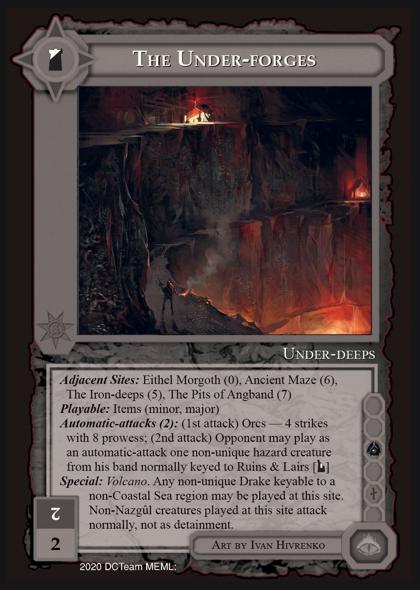 The Under-forges
Under-deeps
Adjacent Sites: Eithel Morgoth (0), Ancient Maze (6),
The Iron-deeps (5), The Pits of Angband (7)
Playable: Items (minor, major)
Automatic-attacks (2): (1st attack) Orcs — 4 strikes
with 8 prowess; (2nd attack) Opponent may play as
an automatic-attack one non-unique hazard creature
from his hand normally keyed to Ruins & Lairs [ ]
Special: Volcano. Any non-unique Drake keyable to a
non-Coastal Sea region may be played at this site.
Non-Nazgûl creatures played at this site attack
normally, not as detainment.
2
2
Art by Ivan Hivrenko
2020 DCTeam MEML: